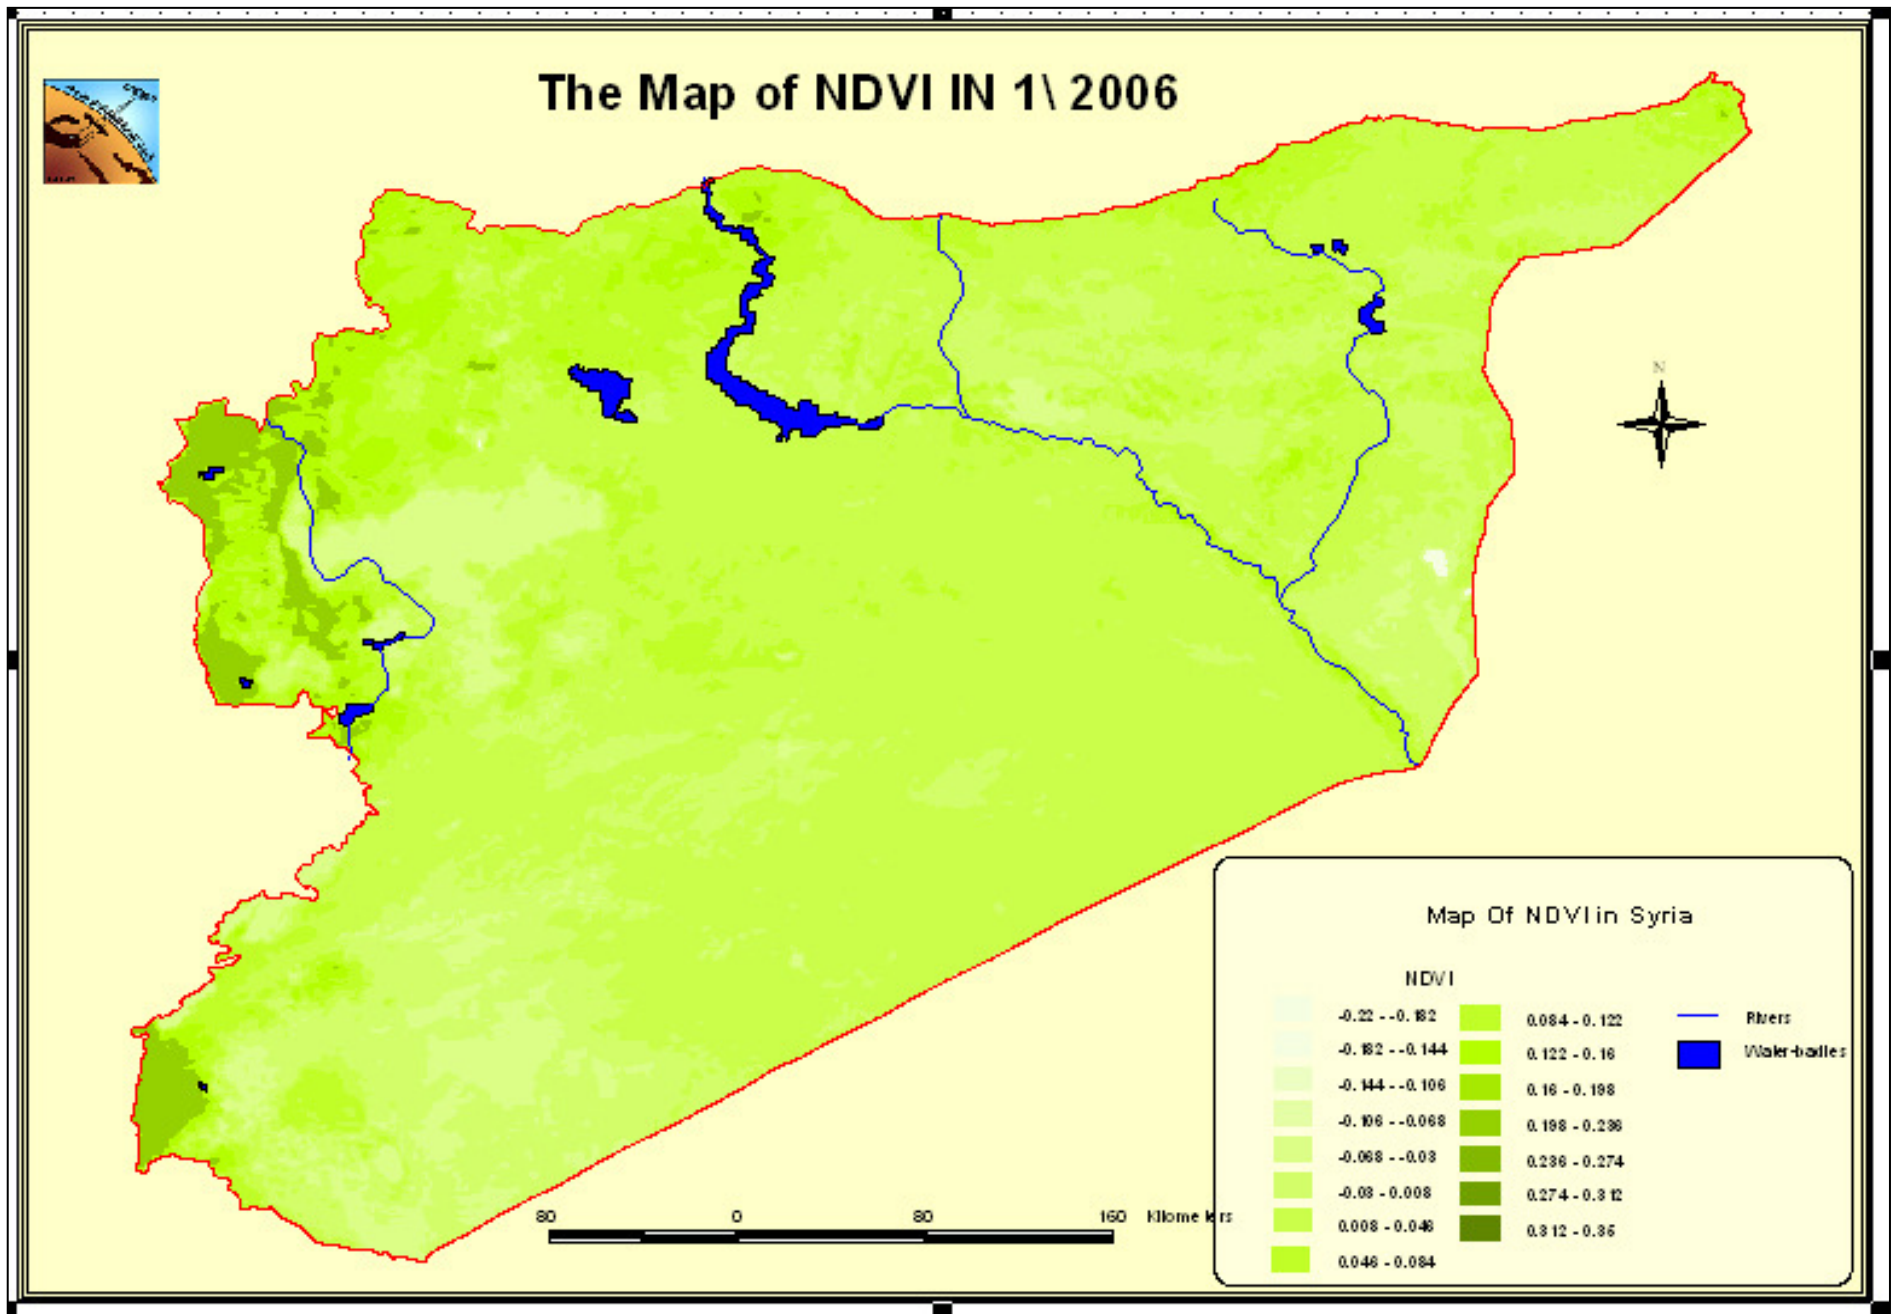 The Map of NDVI IN 1\ 2006
N
Map Of NDVI in Syria
NDVI
-0.22 - -0.182
-0.182 - -0.144
-0.144 - -0.106
-0.106 - -0.068
-0.068 - -0.03
-0.03 - 0.008
0.008 - 0.046
0.046 - 0.084
0.084 - 0.122
0.122 - 0.16
0.16 - 0.198
0.198 - 0.236
0.236 - 0.274
0.274 - 0.312
0.312 - 0.35
Rivers
Water-badies
80 0 80 160 Kilometers